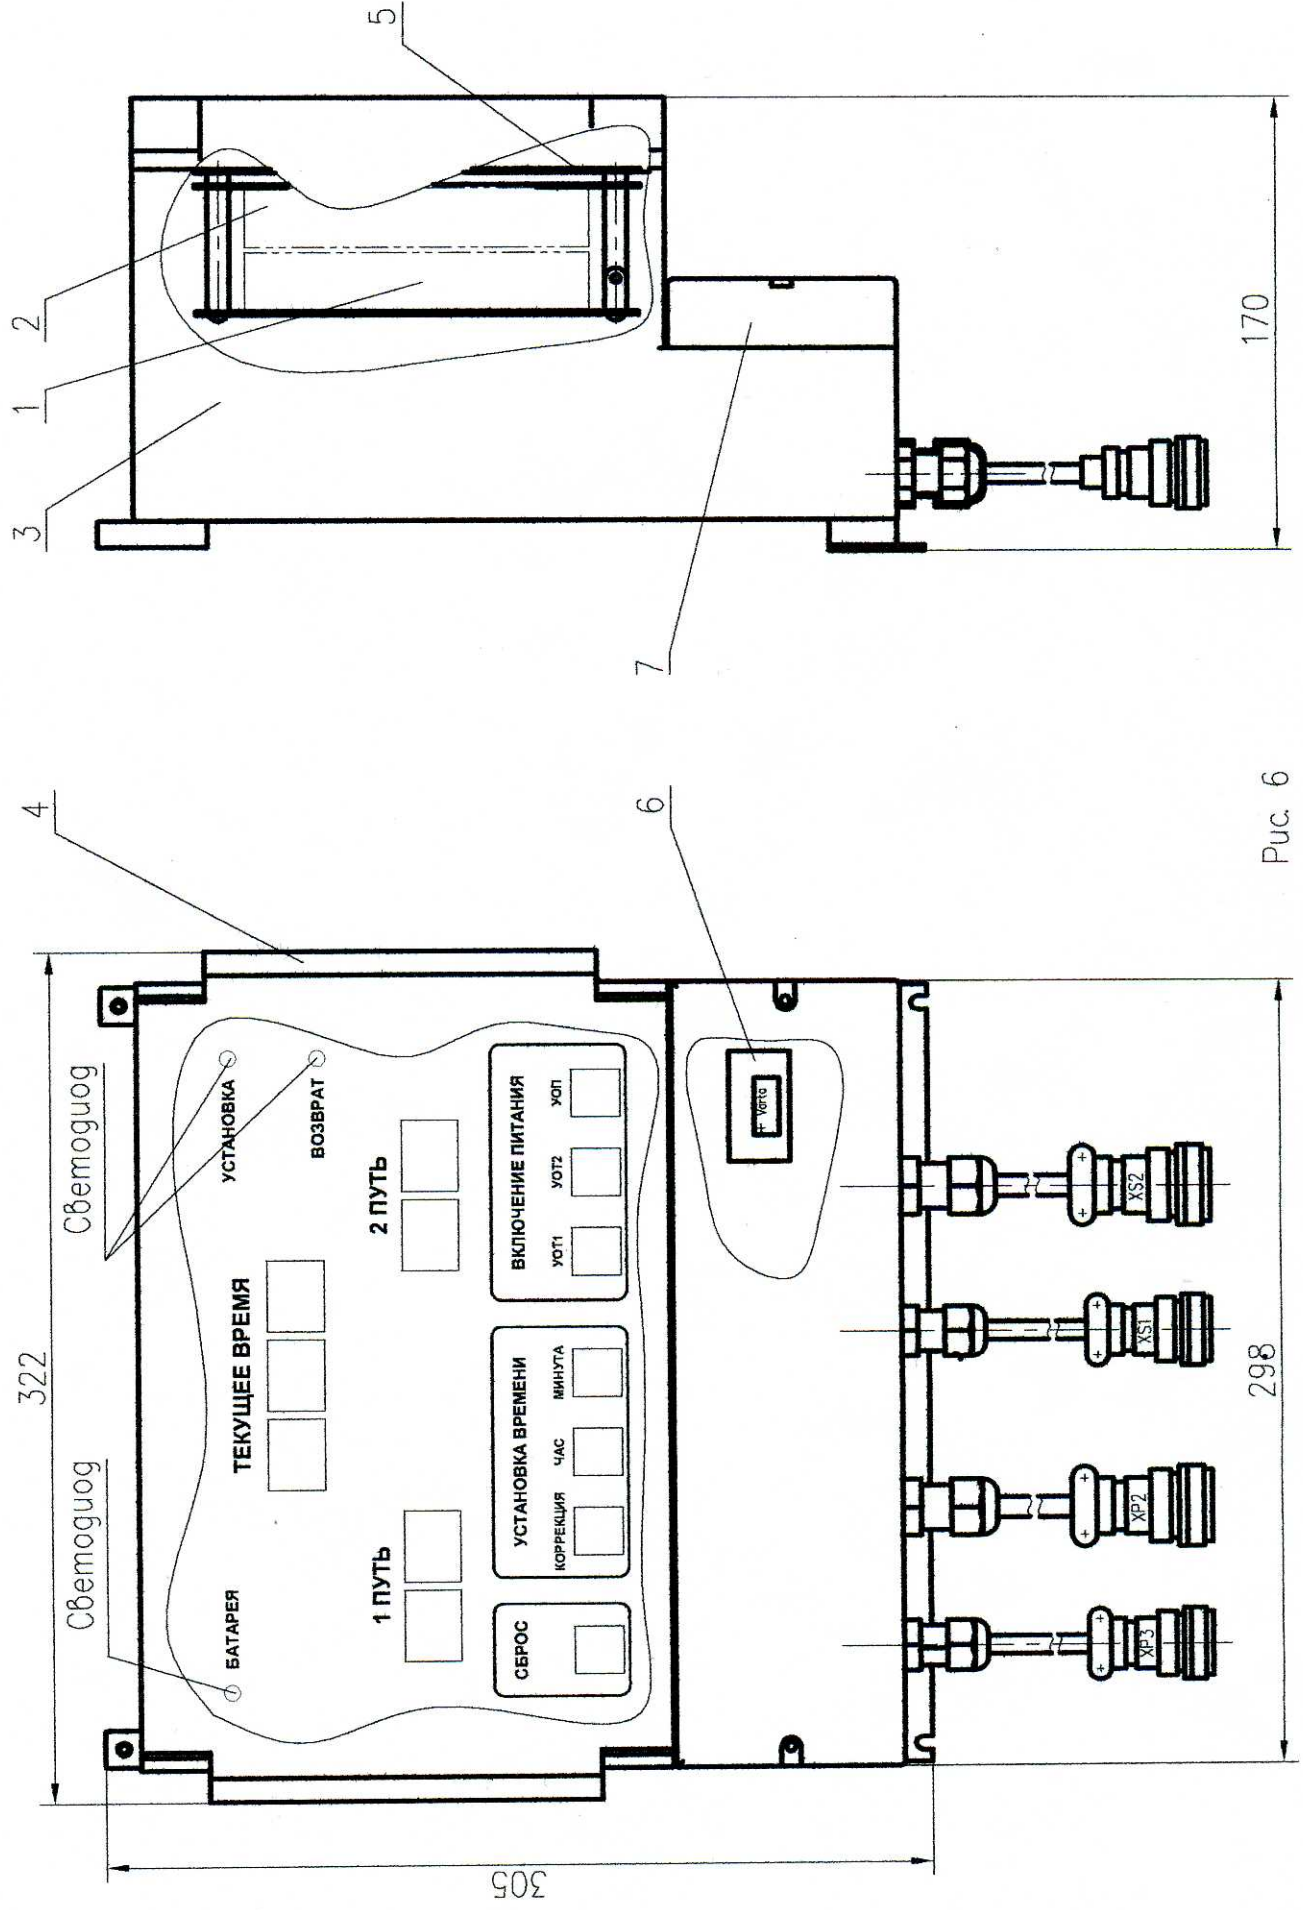 322
Светодиод
Светодиод
4
БАТАРЕЯ
ТЕКУЩЕЕ ВРЕМЯ
УСТАНОВКА
ВОЗВРАТ
1 ПУТЬ
2 ПУТЬ
СБРОС
УСТАНОВКА ВРЕМЕНИ
КОРРЕКЦИЯ
ЧАС
МИНУТА
ВКЛЮЧЕНИЕ ПИТАНИЯ
УОТ1
УОТ2
УОП
305
6
+ Varta
+ +
XP3
+ +
XP2
+ +
XS1
+ +
XS2
298
3
1
2
5
7
170
Рис. 6